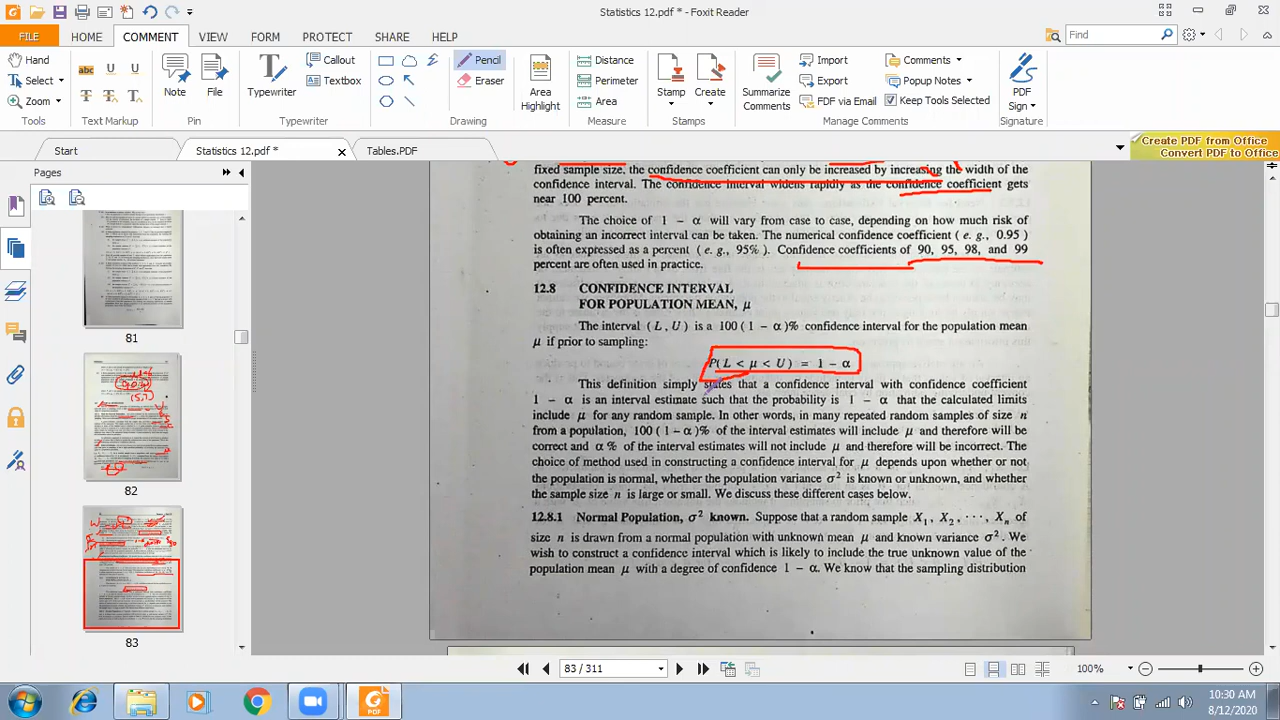 Statistics 12.pdf * - Foxit Reader
FILE HOME COMMENT VIEW FORM PROTECT SHARE HELP
Find
Hand
Select
Zoom
Tools
abc U U
T T T
Text Markup
Note File
Pin
Typewriter
Callout
Textbox
Typewriter
Pencil
Eraser
Drawing
Area Highlight
Distance
Perimeter
Area
Measure
Stamp Create
Stamps
Summarize Comments
Import
Export
FDF via Email
Comments
Popup Notes
Keep Tools Selected
Manage Comments
PDF Sign
Signature
Start Statistics 12.pdf * Tables.PDF
Create PDF from Office
Convert PDF to Office
Pages
81
82
83
fixed sample size, the confidence coefficient can only be increased by increasing the width of the
confidence interval. The confidence interval widens rapidly as the confidence coefficient gets
near 100 percent.
The choice of 1 − α will vary from case to case, depending on how much risk of
obtaining an incorrect interval can be taken. The numerical confidence coefficient ( e. g., 0.95 )
is often expressed as a percent ( e. g., 95% ). Confidence coefficients of 90, 95, 98, and 99
percent are often used in practice.
12.8 CONFIDENCE INTERVAL
FOR POPULATION MEAN, μ
The interval ( L , U ) is a 100 ( 1 − α )% confidence interval for the population mean
μ if prior to sampling:
P( L < μ < U ) = 1 − α
This definition simply states that a confidence interval with confidence coefficient
1 − α is an interval estimate such that the probability is 1 − α that the calculated limits
include μ for any random sample. In other words, in many repeated random samples of size n
from a population, 100 ( 1 − α )% of the interval estimates will include μ and therefore will be
correct and α % of the interval estimates will not include μ and therefore will be incorrect. The
choice of method used in constructing a confidence interval for μ depends upon whether or not
the population is normal, whether the population variance σ² is known or unknown, and whether
the sample size n is large or small. We discuss these different cases below.
12.8.1 Normal Population, σ² known. Suppose that a random sample X₁, X₂, · · ·, Xₙ of
size n is drawn from a normal population with unknown mean μ and known variance σ². We
want to construct a confidence interval which is likely to include the true unknown value of the
population mean μ with a degree of confidence 1 − α. We know that the sampling distribution
83 / 311
100%
10:30 AM
8/12/2020